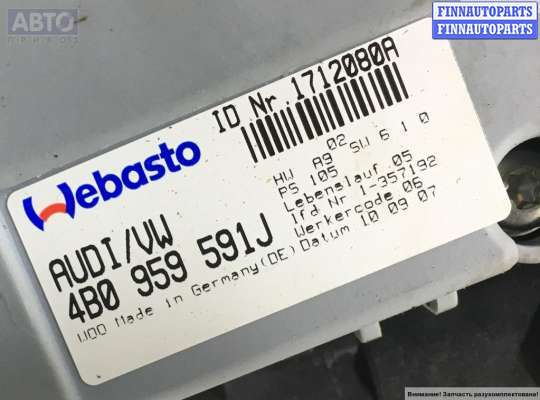 АВТО
ПРИВОЗ
FINNAUTOPARTS
FINNAUTOPARTS
Webasto
ID Nr. 1712080A
HW 02
A9 SW 6 1 0
PS 105
Lebenslauf 05
lfd Nr 1-357192
Werkercode 06
Datum 10 09 07
AUDI/VW
4B0 959 591J
Made in Germany(DE)
Внимание! Запчасть разукомплектована!